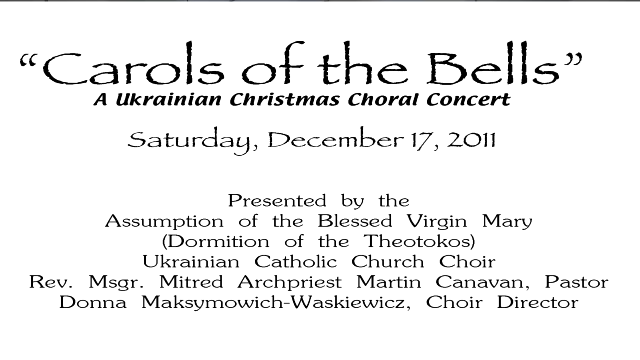 “Carols of the Bells”
A Ukrainian Christmas Choral Concert
Saturday, December 17, 2011
Presented by the
Assumption of the Blessed Virgin Mary
(Dormition of the Theotokos)
Ukrainian Catholic Church Choir
Rev. Msgr. Mitred Archpriest Martin Canavan, Pastor
Donna Maksymowich-Waskiewicz, Choir Director